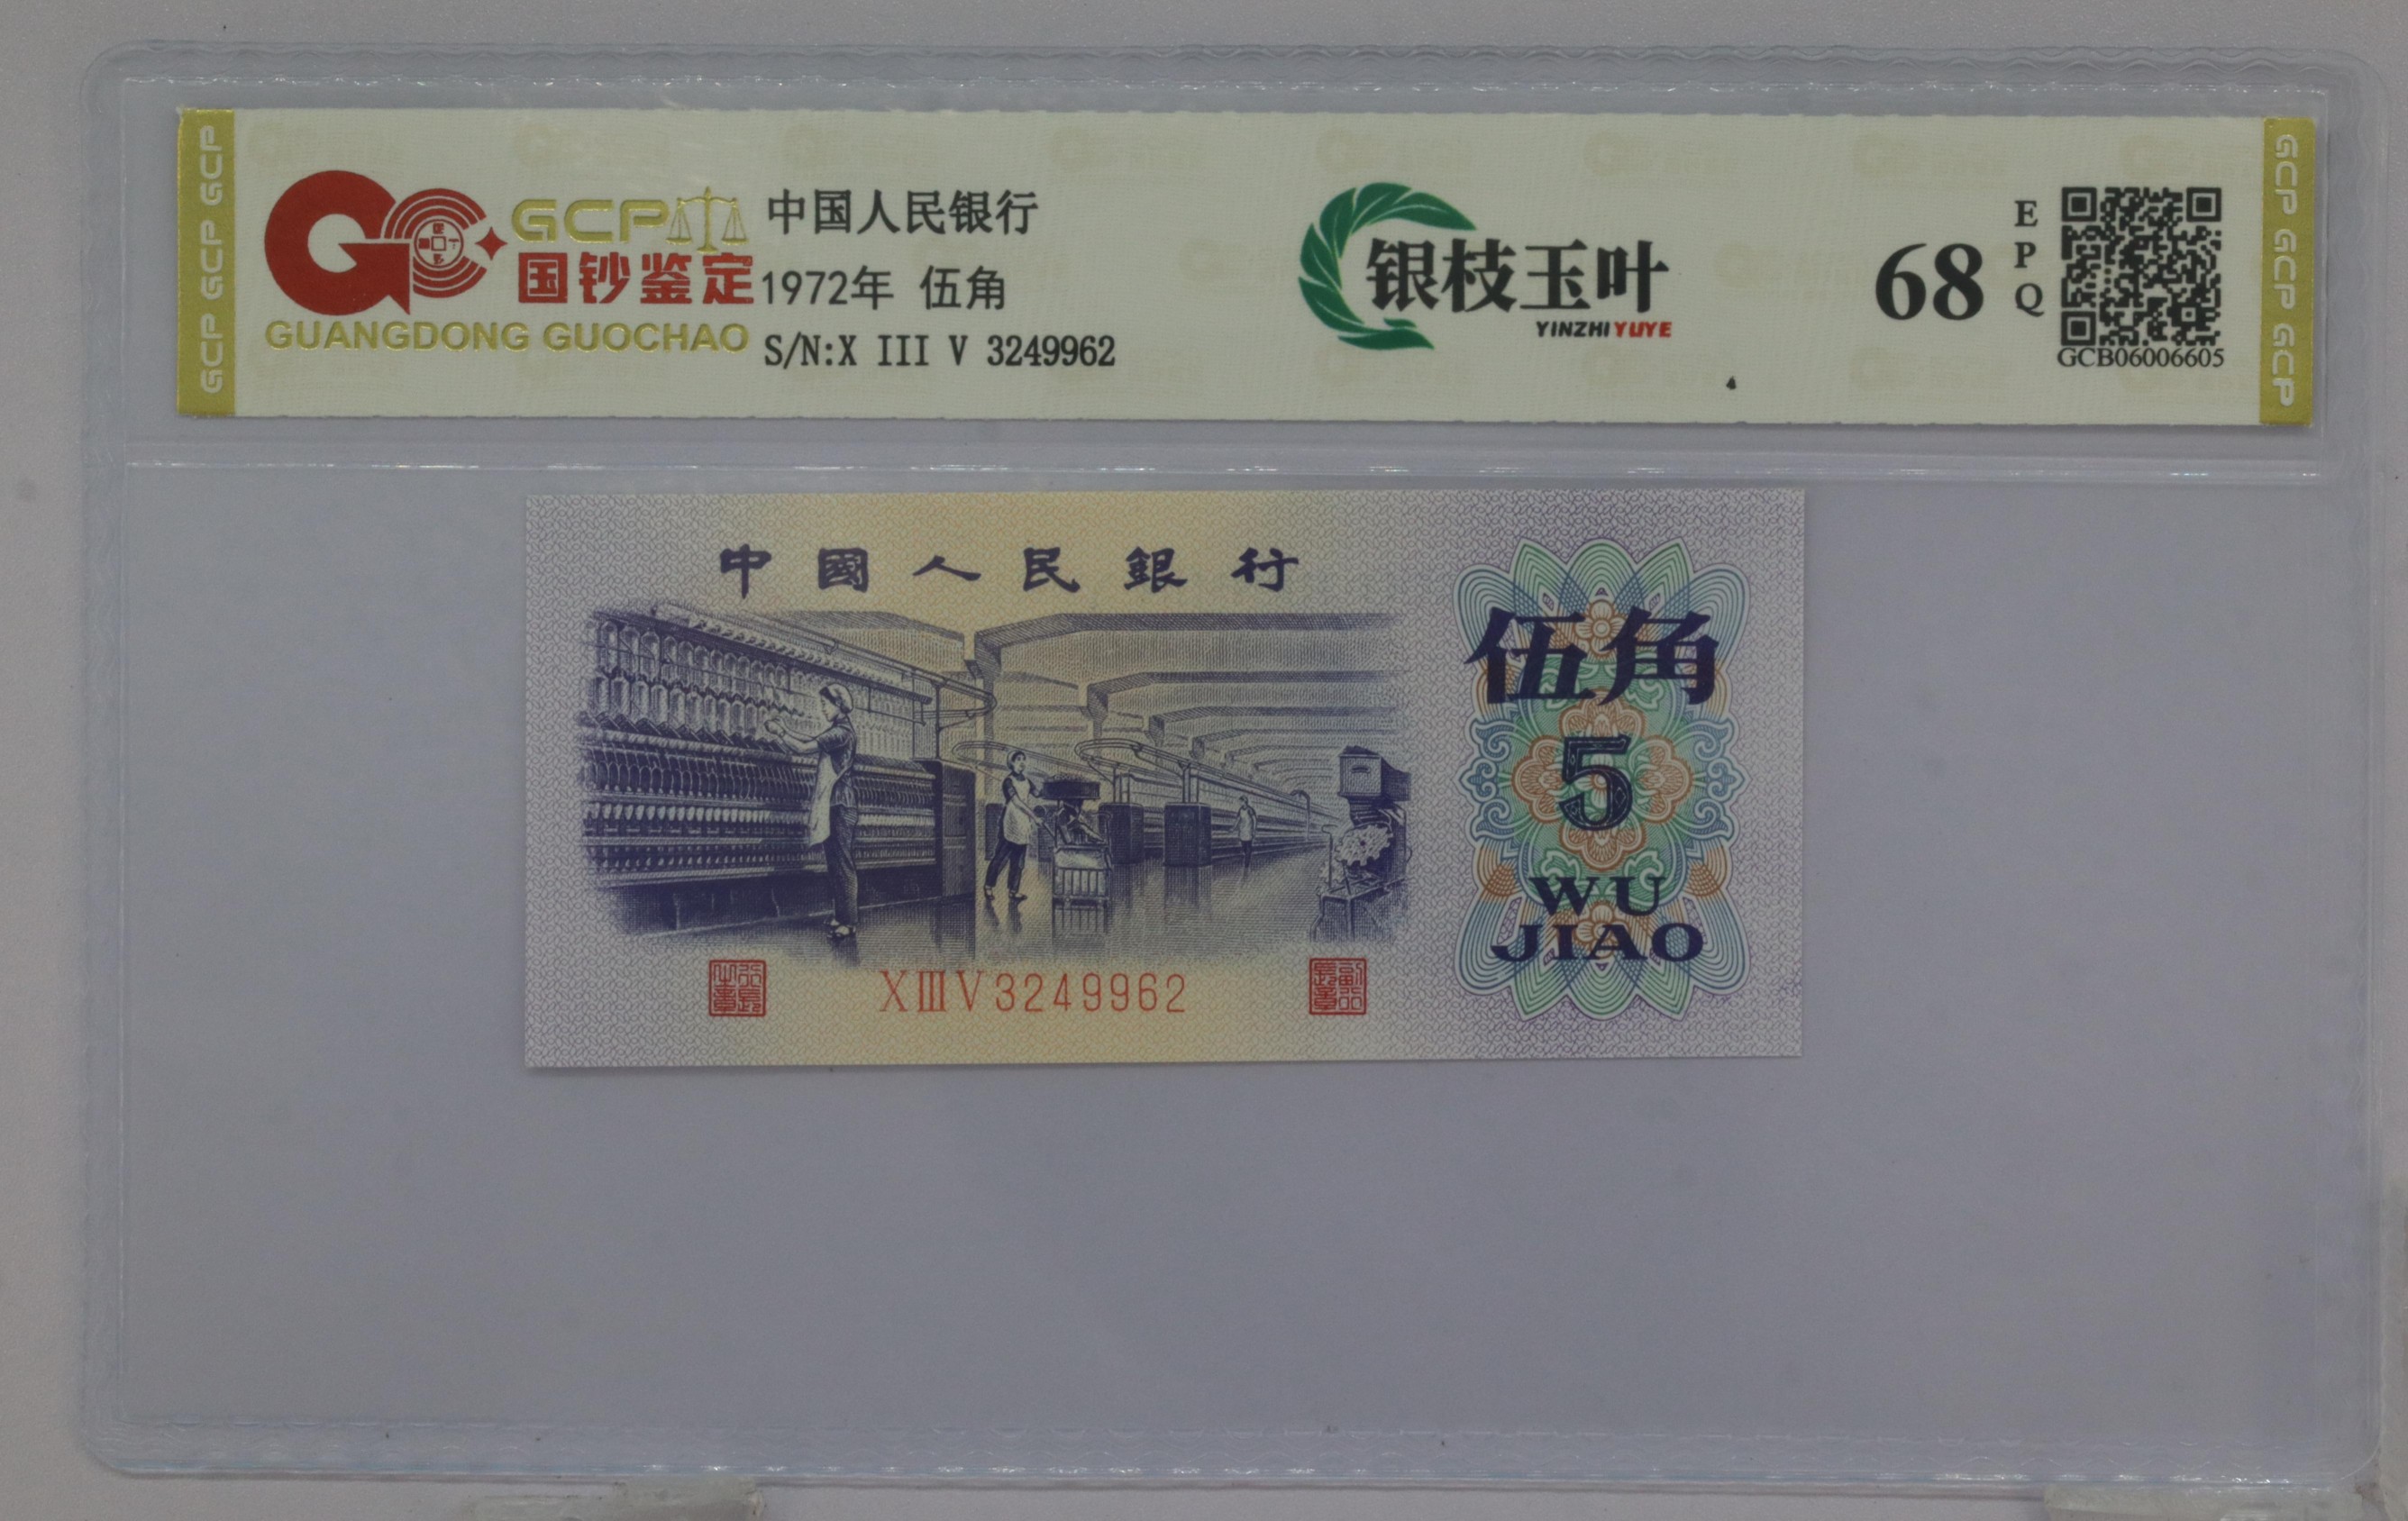 GCP GCP GCP
GCP
国钞鉴定
GUANGDONG GUOCHAO
中国人民银行
1972年 伍角
S/N:X III V 3249962
银枝玉叶
YINZHIYUYE
68
EPQ
GCB06006605
GCP GCP GCP
中國人民銀行
伍角
5
WU
JIAO
XⅢV3249962